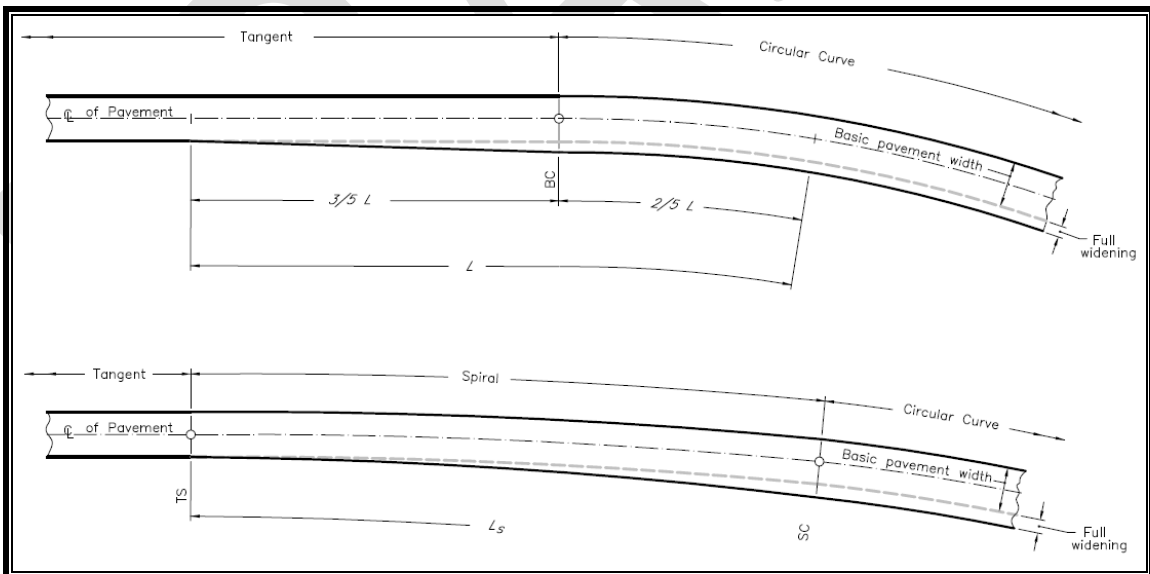 Tangent
Circular Curve
℄ of Pavement
Basic pavement width
BC
3/5 L
2/5 L
L
Full
widening
Tangent
Spiral
Circular Curve
℄ of Pavement
Basic pavement width
TS
Ls
SC
Full
widening